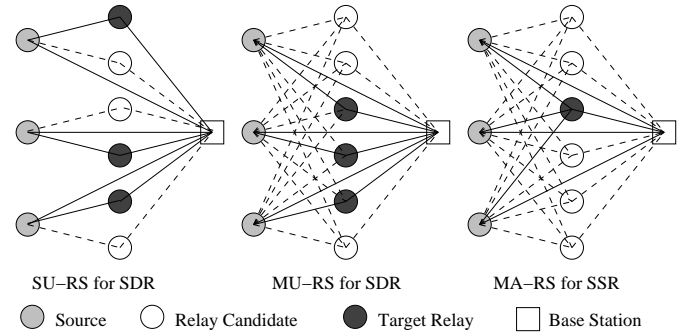 SU–RS for SDR MU–RS for SDR MA–RS for SSR
Source Relay Candidate Target Relay Base Station